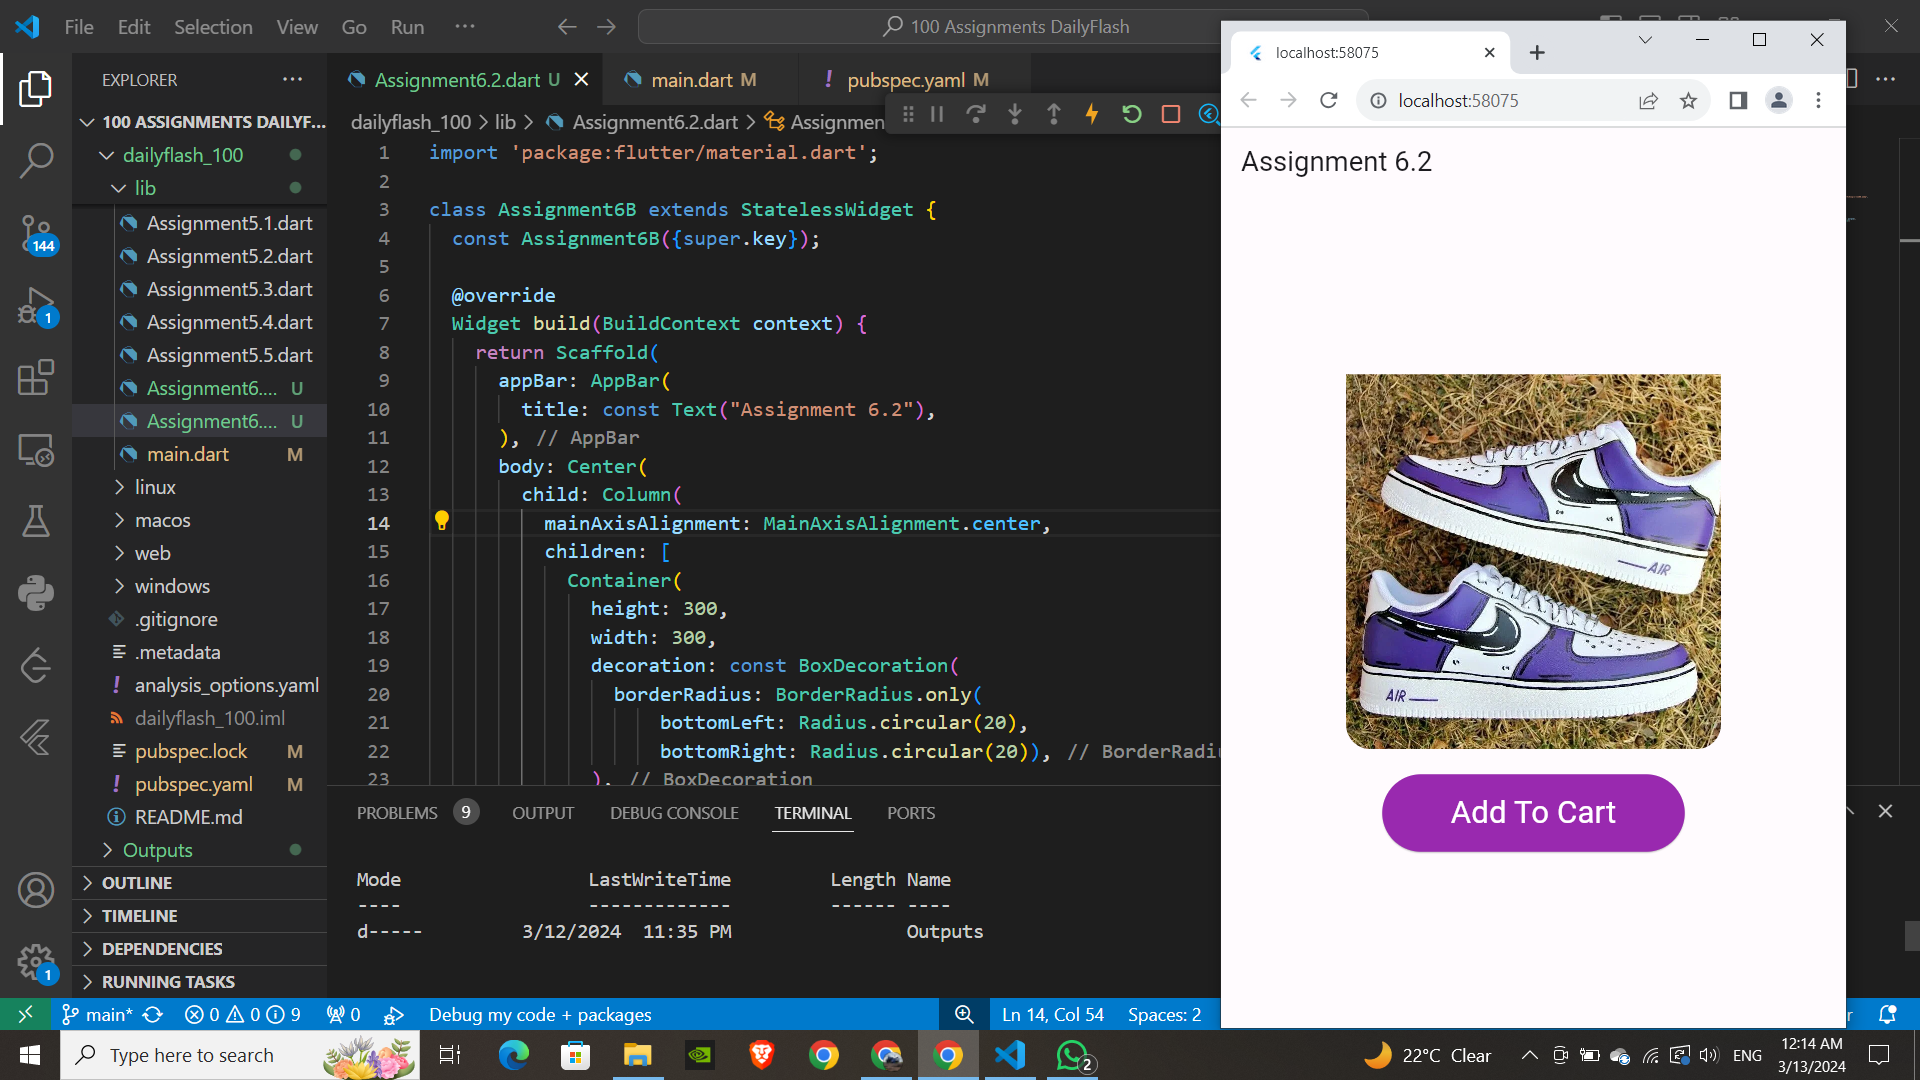 File Edit Selection View Go Run ···
100 Assignments DailyFlash
EXPLORER
100 ASSIGNMENTS DAILYF...
dailyflash_100
lib
Assignment5.1.dart
Assignment5.2.dart
Assignment5.3.dart
Assignment5.4.dart
Assignment5.5.dart
Assignment6.... U
Assignment6.... U
main.dart M
linux
macos
web
windows
.gitignore
.metadata
analysis_options.yaml
dailyflash_100.iml
pubspec.lock M
pubspec.yaml M
README.md
Outputs
OUTLINE
TIMELINE
DEPENDENCIES
RUNNING TASKS
144
1
1
Assignment6.2.dart U
main.dart M
pubspec.yaml M
dailyflash_100 > lib > Assignment6.2.dart > Assignmen
1 import 'package:flutter/material.dart';
2
3 class Assignment6B extends StatelessWidget {
4 const Assignment6B({super.key});
5
6 @override
7 Widget build(BuildContext context) {
8 return Scaffold(
9 appBar: AppBar(
10 title: const Text("Assignment 6.2"),
11 ), // AppBar
12 body: Center(
13 child: Column(
14 mainAxisAlignment: MainAxisAlignment.center,
15 children: [
16 Container(
17 height: 300,
18 width: 300,
19 decoration: const BoxDecoration(
20 borderRadius: BorderRadius.only(
21 bottomLeft: Radius.circular(20),
22 bottomRight: Radius.circular(20)), // BorderRadiu
23 ), // BoxDecoration
PROBLEMS 9 OUTPUT DEBUG CONSOLE TERMINAL PORTS
Mode LastWriteTime Length Name
---- ------------- ------ ----
d----- 3/12/2024 11:35 PM Outputs
main* 0 0 9 0 Debug my code + packages
Ln 14, Col 54 Spaces: 2
localhost:58075
localhost:58075
Assignment 6.2
AIR
AIR
Add To Cart
Type here to search
2
22°C Clear
ENG
12:14 AM
3/13/2024